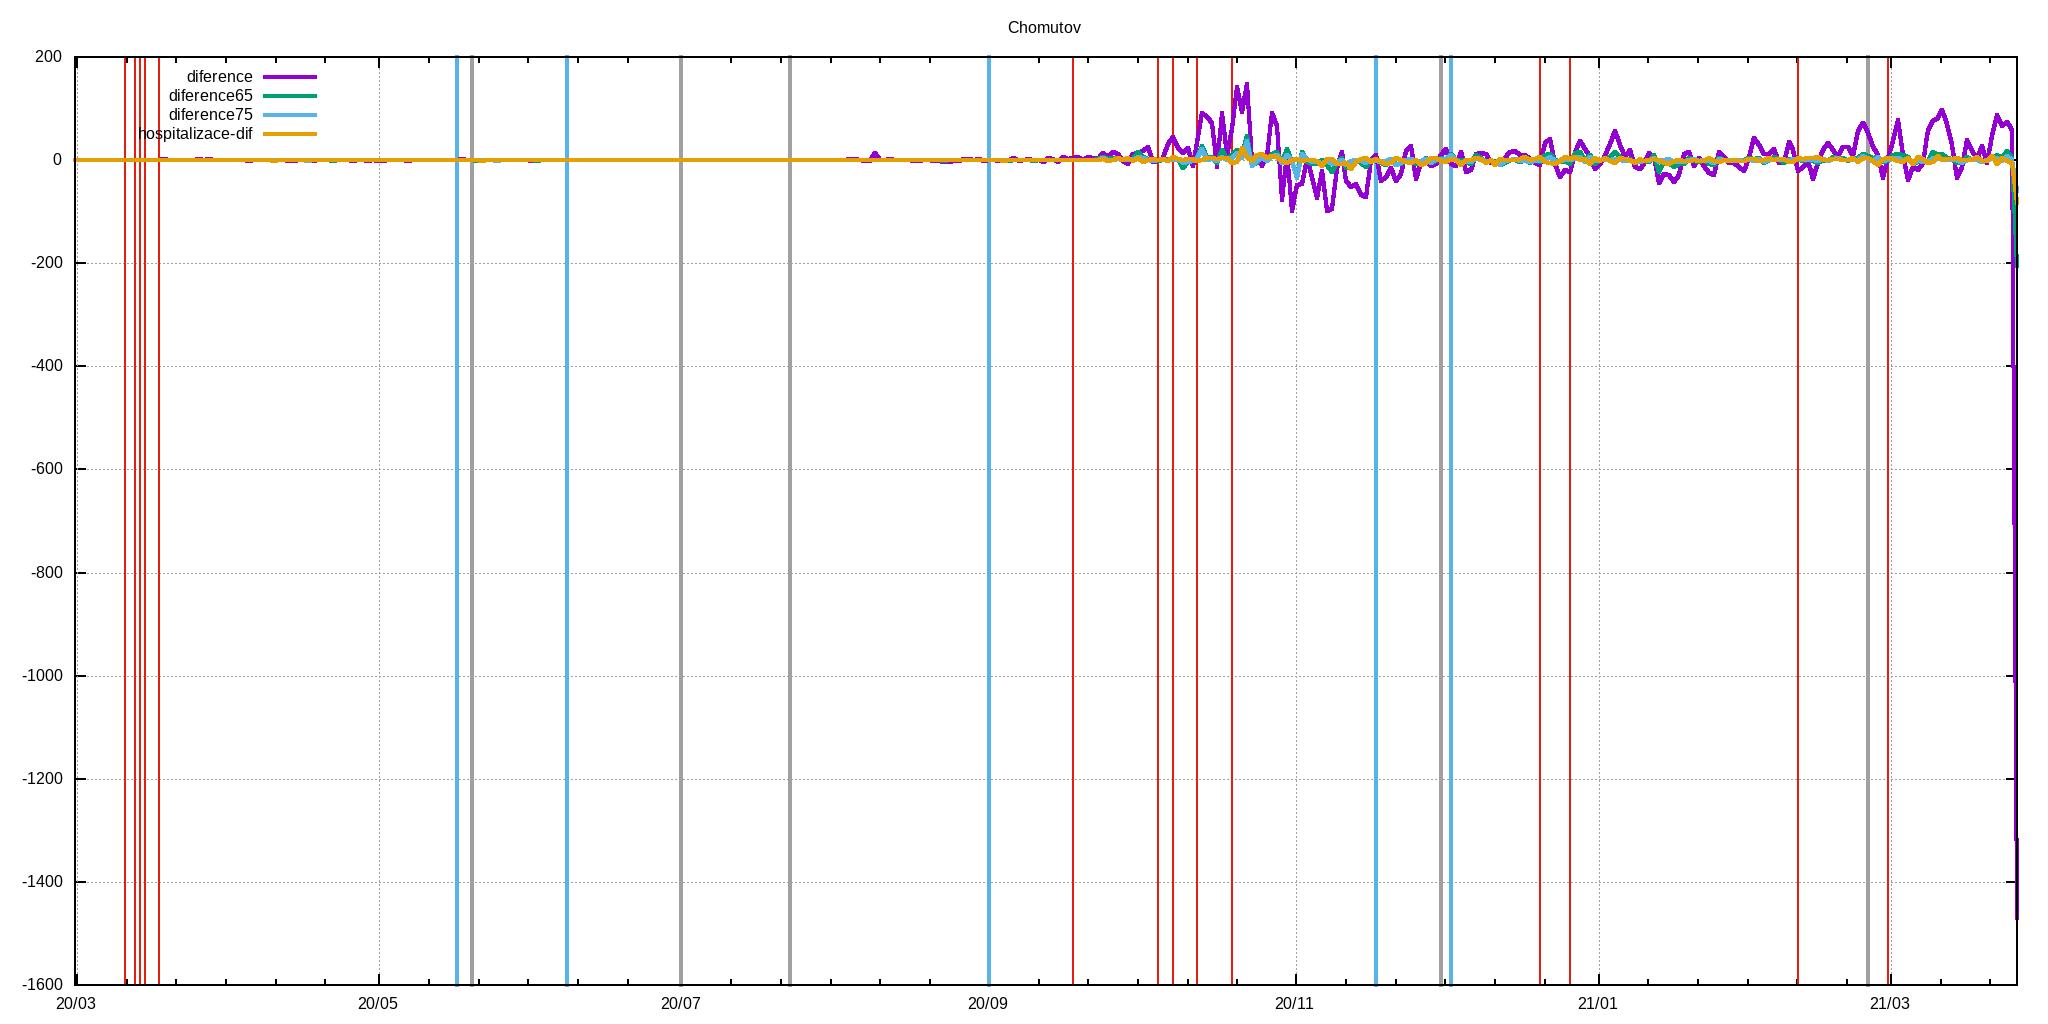 Chomutov
200
diference
diference65
diference75
hospitalizace-dif
0
-200
-400
-600
-800
-1000
-1200
-1400
-1600
20/03 20/05 20/07 20/09 20/11 21/01 21/03